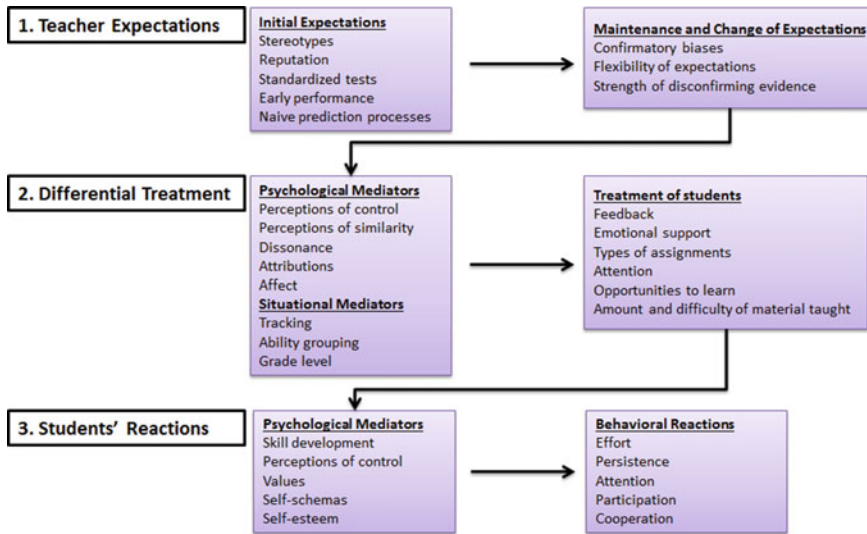 1. Teacher Expectations
Initial Expectations
Stereotypes
Reputation
Standardized tests
Early performance
Naive prediction processes
Maintenance and Change of Expectations
Confirmatory biases
Flexibility of expectations
Strength of disconfirming evidence
2. Differential Treatment
Psychological Mediators
Perceptions of control
Perceptions of similarity
Dissonance
Attributions
Affect
Situational Mediators
Tracking
Ability grouping
Grade level
Treatment of students
Feedback
Emotional support
Types of assignments
Attention
Opportunities to learn
Amount and difficulty of material taught
3. Students’ Reactions
Psychological Mediators
Skill development
Perceptions of control
Values
Self-schemas
Self-esteem
Behavioral Reactions
Effort
Persistence
Attention
Participation
Cooperation